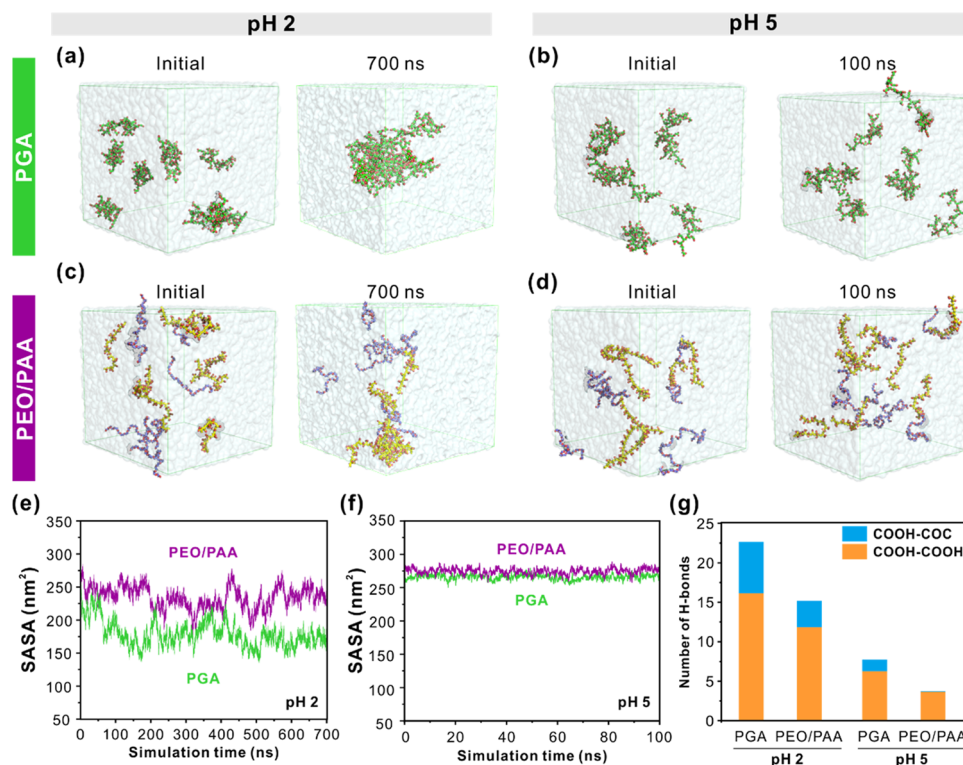 pH 2
pH 5
PGA
(a)
Initial
700 ns
(b)
Initial
100 ns
PEO/PAA
(c)
Initial
700 ns
(d)
Initial
100 ns
(e)
350
300
250
200
150
100
50
SASA (nm²)
PEO/PAA
PGA
pH 2
0 100 200 300 400 500 600 700
Simulation time (ns)
(f)
350
300
250
200
150
100
50
SASA (nm²)
PEO/PAA
PGA
pH 5
0 20 40 60 80 100
Simulation time (ns)
(g)
25
20
15
10
5
0
Number of H-bonds
COOH-COC
COOH-COOH
PGA PEO/PAA PGA PEO/PAA
pH 2 pH 5